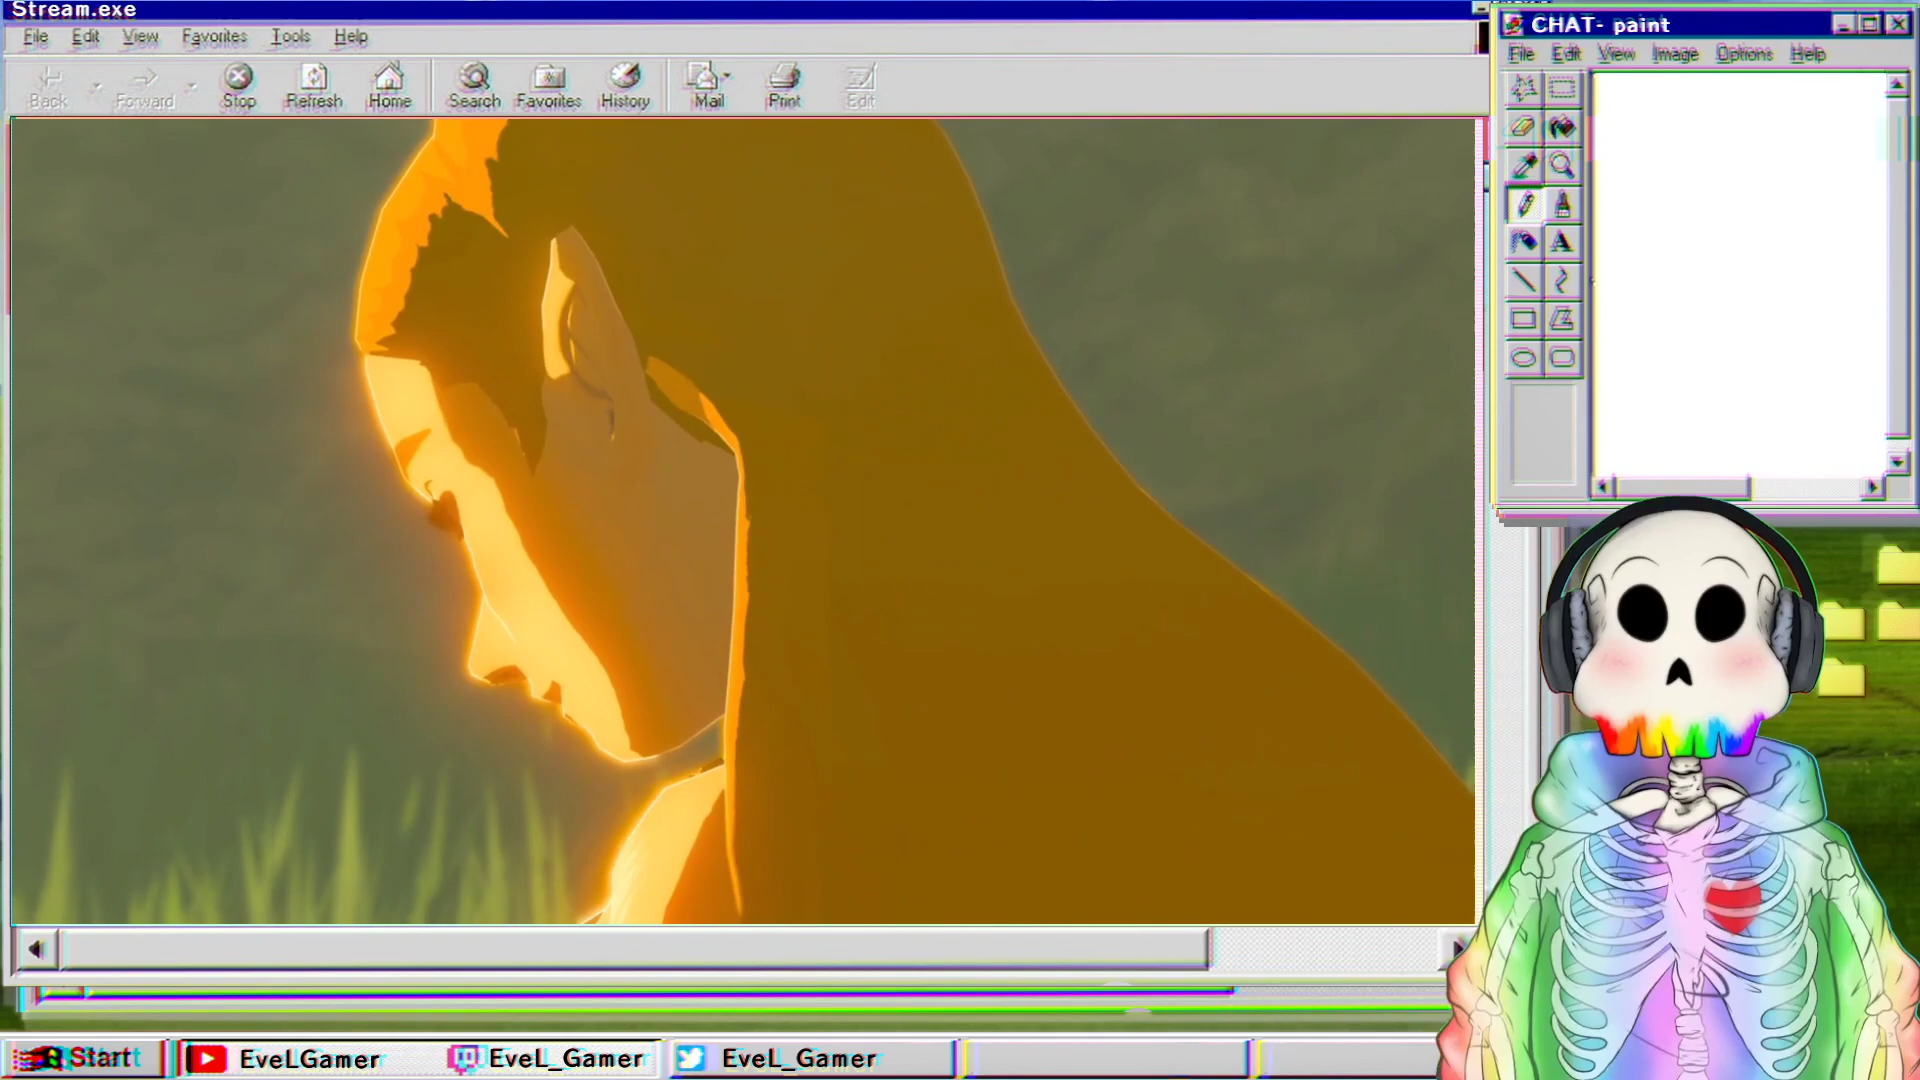 Stream.exe
File Edit View Favorites Tools Help
Back Forward Stop Refresh Home Search Favorites History Mail Print Edit
CHAT- paint
File Edit View Image Options Help
A
Start EveLGamer EveL_Gamer EveL_Gamer